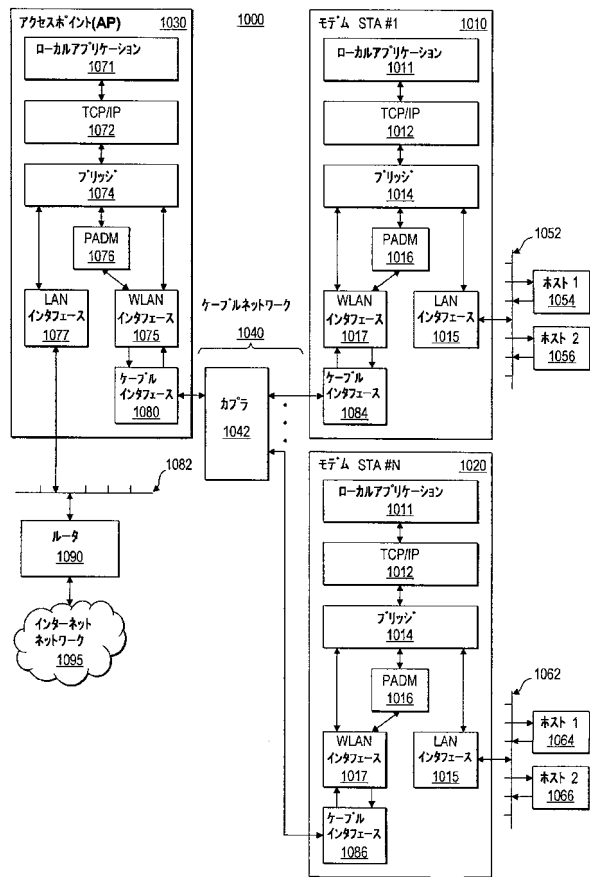 アクセスポイント(AP) 1030
ローカルアプリケーション
1071
TCP/IP
1072
ブリッジ
1074
PADM
1076
LAN
インタフェース
1077
WLAN
インタフェース
1075
ケーブル
インタフェース
1080
1082
ルータ
1090
インターネット
ネットワーク
1095
1000
ケーブルネットワーク
1040
カプラ
1042
モデム STA #1 1010
ローカルアプリケーション
1011
TCP/IP
1012
ブリッジ
1014
PADM
1016
WLAN
インタフェース
1017
LAN
インタフェース
1015
ケーブル
インタフェース
1084
1052
ホスト 1
1054
ホスト 2
1056
モデム STA #N 1020
ローカルアプリケーション
1011
TCP/IP
1012
ブリッジ
1014
PADM
1016
WLAN
インタフェース
1017
LAN
インタフェース
1015
ケーブル
インタフェース
1086
1062
ホスト 1
1064
ホスト 2
1066